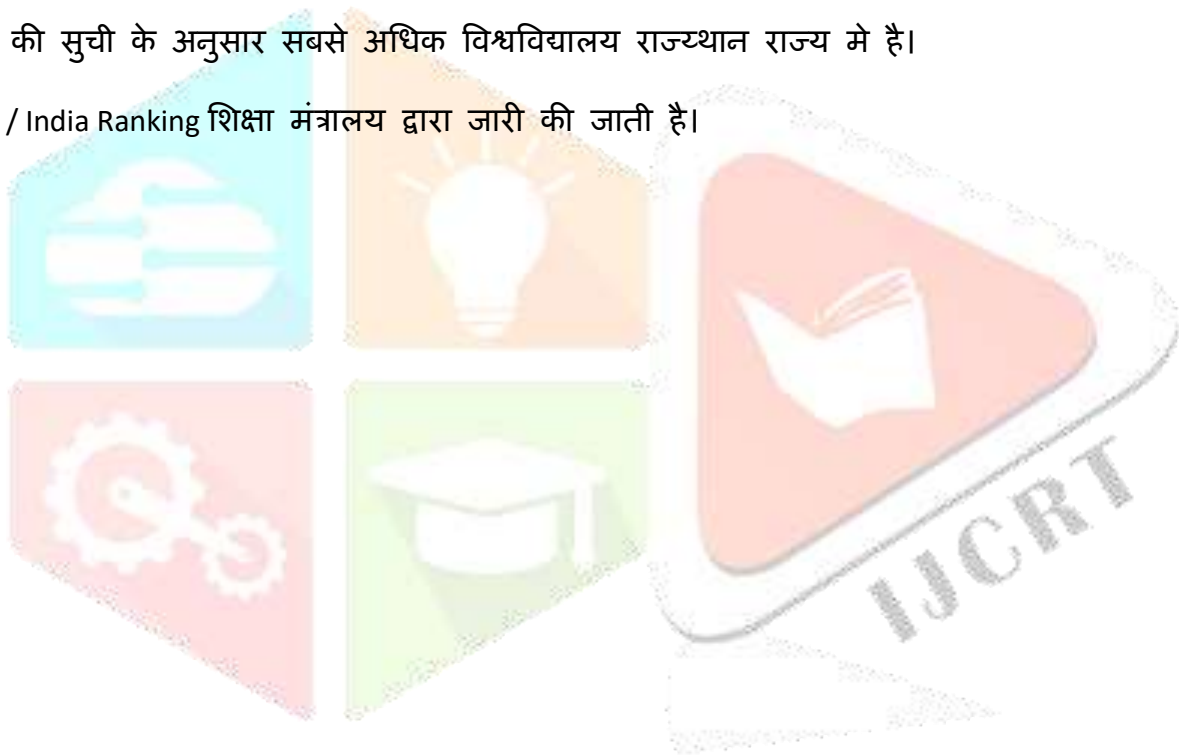 की सुची के अनुसार सबसे अधिक विश्वविद्यालय राज्य्थान राज्य मे है।
/ India Ranking शिक्षा मंत्रालय द्वारा जारी की जाती है।
IJCRT